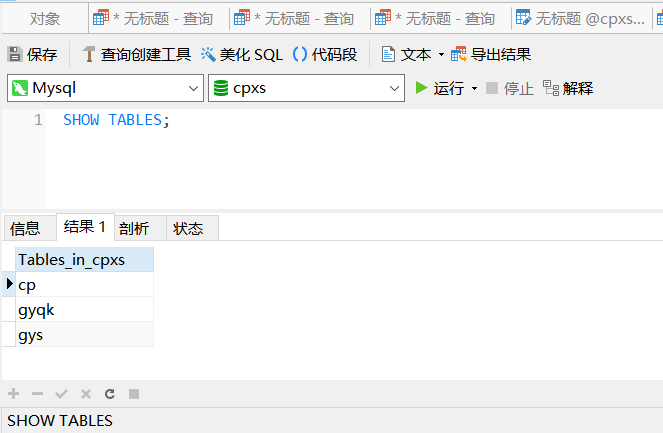 对象 * 无标题 - 查询 * 无标题 - 查询 * 无标题 - 查询 无标题 @cpxs...
保存 查询创建工具 美化 SQL () 代码段 文本 导出结果
Mysql cpxs 运行 停止 解释
1 SHOW TABLES;
信息 结果 1 剖析 状态
Tables_in_cpxs
cp
gyqk
gys
SHOW TABLES